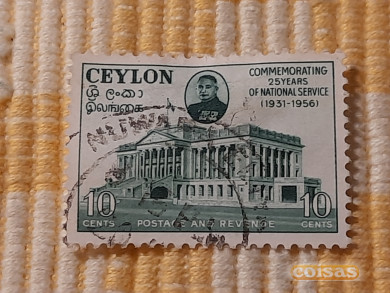 CEYLON
ශ්‍රී ලංකා
இலங்கை
COMMEMORATING
25 YEARS
OF NATIONAL SERVICE
(1931-1956)
10 CENTS
POSTAGE AND REVENUE
10 CENTS
coisas